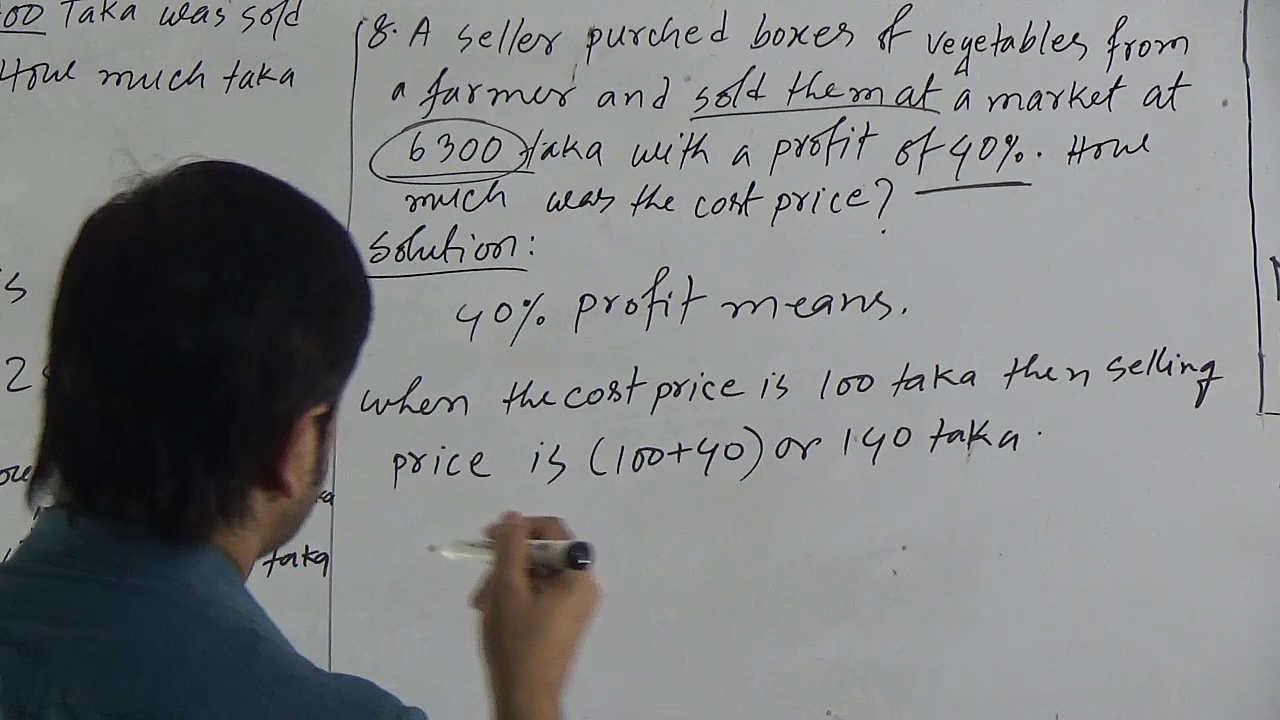 00 Taka was sold
How much taka
s
2
taka
8. A seller purched boxes of vegetables from
a farmer and sold them at a market at
6300 taka with a profit of 40%. How
much was the cost price?
Solution:
40% profit means.
when the cost price is 100 taka then selling
price is (100+40) or 140 taka.